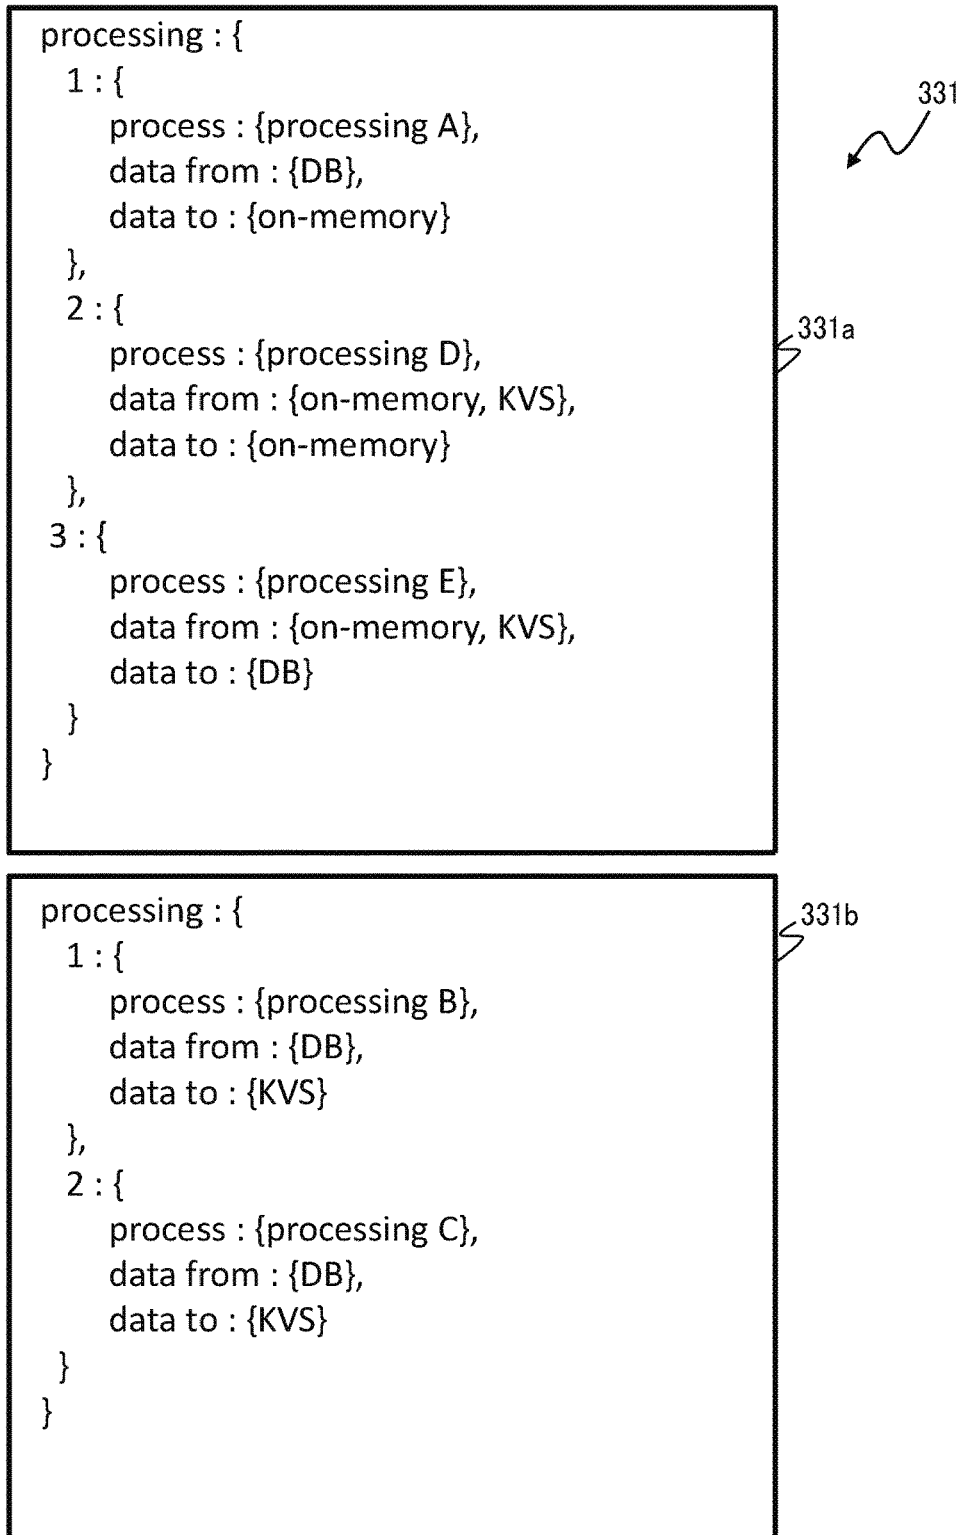 processing : {
1 : {
process : {processing A},
data from : {DB},
data to : {on-memory}
},
2 : {
process : {processing D},
data from : {on-memory, KVS},
data to : {on-memory}
},
3 : {
process : {processing E},
data from : {on-memory, KVS},
data to : {DB}
}
}
331
331a
processing : {
1 : {
process : {processing B},
data from : {DB},
data to : {KVS}
},
2 : {
process : {processing C},
data from : {DB},
data to : {KVS}
}
}
331b